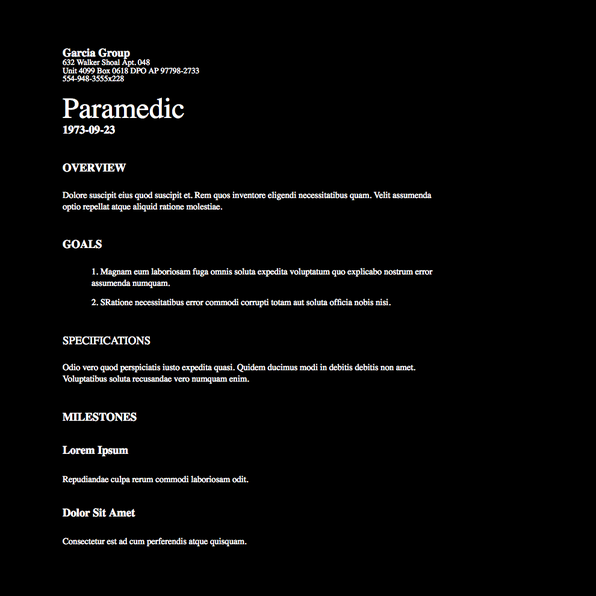 Garcia Group
632 Walker Shoal Apt. 048
Unit 4099 Box 0618 DPO AP 97798-2733
554-948-3555x228
Paramedic
1973-09-23
OVERVIEW
Dolore suscipit eius quod suscipit et. Rem quos inventore eligendi necessitatibus quam. Velit assumenda
optio repellat atque aliquid ratione molestiae.
GOALS
1. Magnam eum laboriosam fuga omnis soluta expedita voluptatum quo explicabo nostrum error
assumenda numquam.
2. SRatione necessitatibus error commodi corrupti totam aut soluta officia nobis nisi.
SPECIFICATIONS
Odio vero quod perspiciatis iusto expedita quasi. Quidem ducimus modi in debitis debitis non amet.
Voluptatibus soluta recusandae vero numquam enim.
MILESTONES
Lorem Ipsum
Repudiandae culpa rerum commodi laboriosam odit.
Dolor Sit Amet
Consectetur est ad cum perferendis atque quisquam.